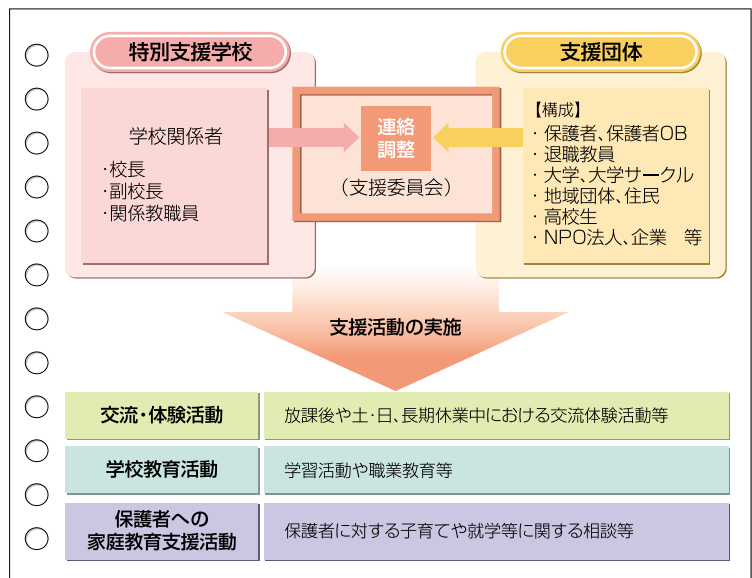 特別支援学校
学校関係者
・校長
・副校長
・関係教職員
連絡
調整
（支援委員会）
支援団体
【構成】
・保護者、保護者OB
・退職教員
・大学、大学サークル
・地域団体、住民
・高校生
・NPO法人、企業　等
支援活動の実施
交流・体験活動
放課後や土・日、長期休業中における交流体験活動等
学校教育活動
学習活動や職業教育等
保護者への
家庭教育支援活動
保護者に対する子育てや就学等に関する相談等